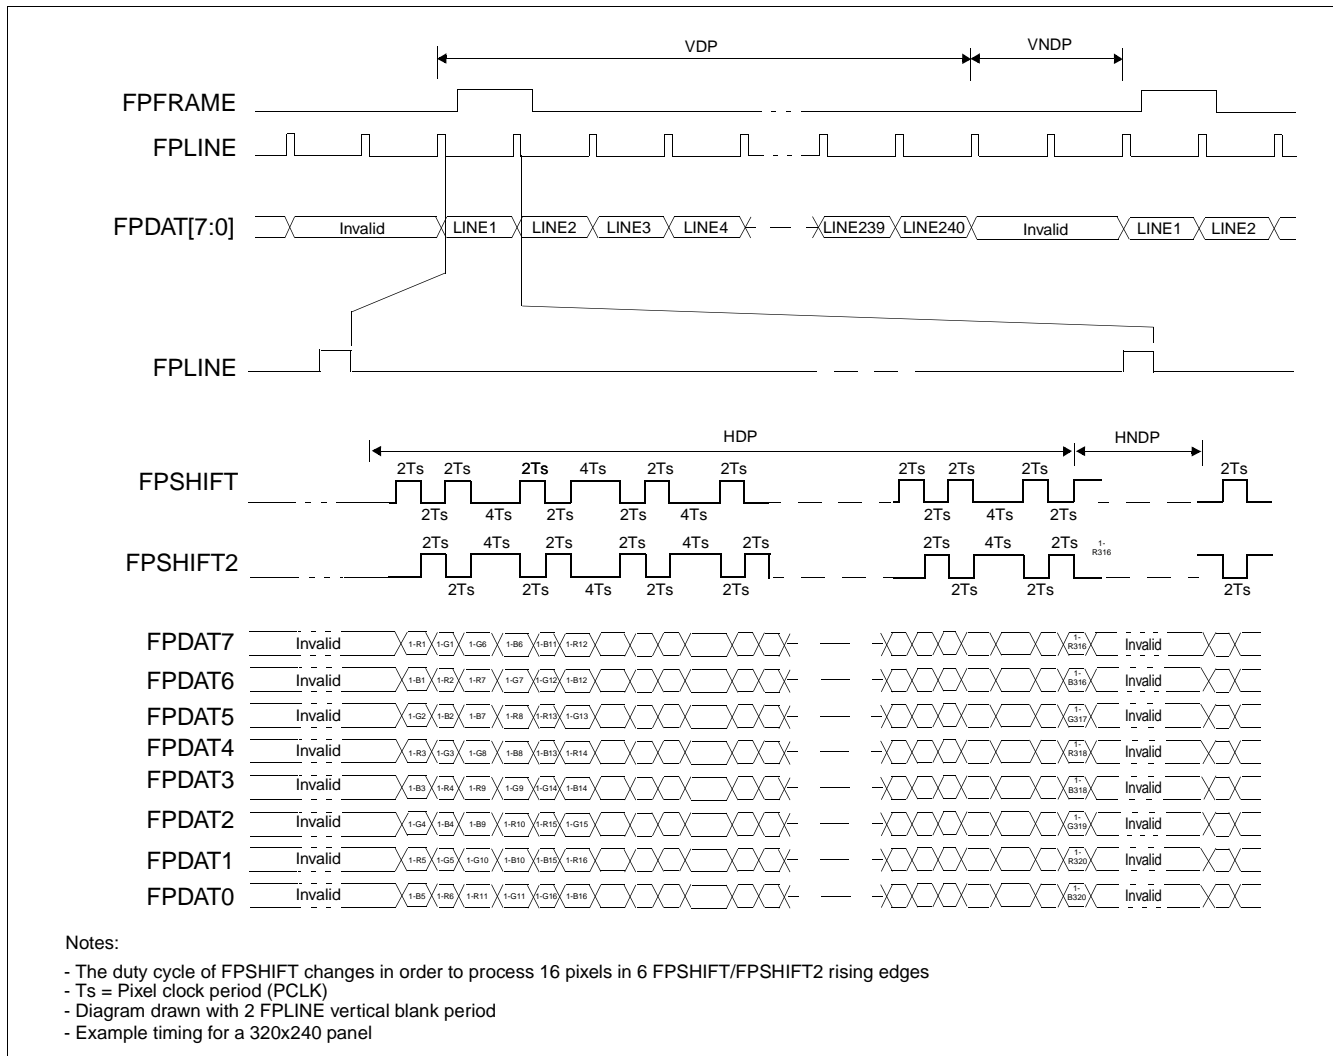 VDP VNDP
FPFRAME
FPLINE
FPDAT[7:0] Invalid LINE1 LINE2 LINE3 LINE4 LINE239 LINE240 Invalid LINE1 LINE2
FPLINE
HDP HNDP
2Ts 2Ts 2Ts 4Ts 2Ts 2Ts 2Ts 2Ts 2Ts 2Ts
FPSHIFT
2Ts 4Ts 2Ts 2Ts 4Ts 2Ts 4Ts 2Ts
2Ts 4Ts 2Ts 2Ts 4Ts 2Ts 2Ts 4Ts 2Ts 1-R316
FPSHIFT2
2Ts 2Ts 4Ts 2Ts 2Ts 2Ts 2Ts 2Ts
FPDAT7 Invalid 1-R1 1-G1 1-G6 1-B6 1-B11 1-R12 1-R316 Invalid
FPDAT6 Invalid 1-B1 1-R2 1-R7 1-G7 1-G12 1-B12 1-B316 Invalid
FPDAT5 Invalid 1-G2 1-B2 1-B7 1-R8 1-R13 1-G13 1-G317 Invalid
FPDAT4 Invalid 1-R3 1-G3 1-G8 1-B8 1-B13 1-R14 1-R318 Invalid
FPDAT3 Invalid 1-B3 1-R4 1-R9 1-G9 1-G14 1-B14 1-B318 Invalid
FPDAT2 Invalid 1-G4 1-B4 1-B9 1-R10 1-R15 1-G15 1-G319 Invalid
FPDAT1 Invalid 1-R5 1-G5 1-G10 1-B10 1-B15 1-R16 1-R320 Invalid
FPDAT0 Invalid 1-B5 1-R6 1-R11 1-G11 1-G16 1-B16 1-B320 Invalid
Notes:
- The duty cycle of FPSHIFT changes in order to process 16 pixels in 6 FPSHIFT/FPSHIFT2 rising edges
- Ts = Pixel clock period (PCLK)
- Diagram drawn with 2 FPLINE vertical blank period
- Example timing for a 320x240 panel